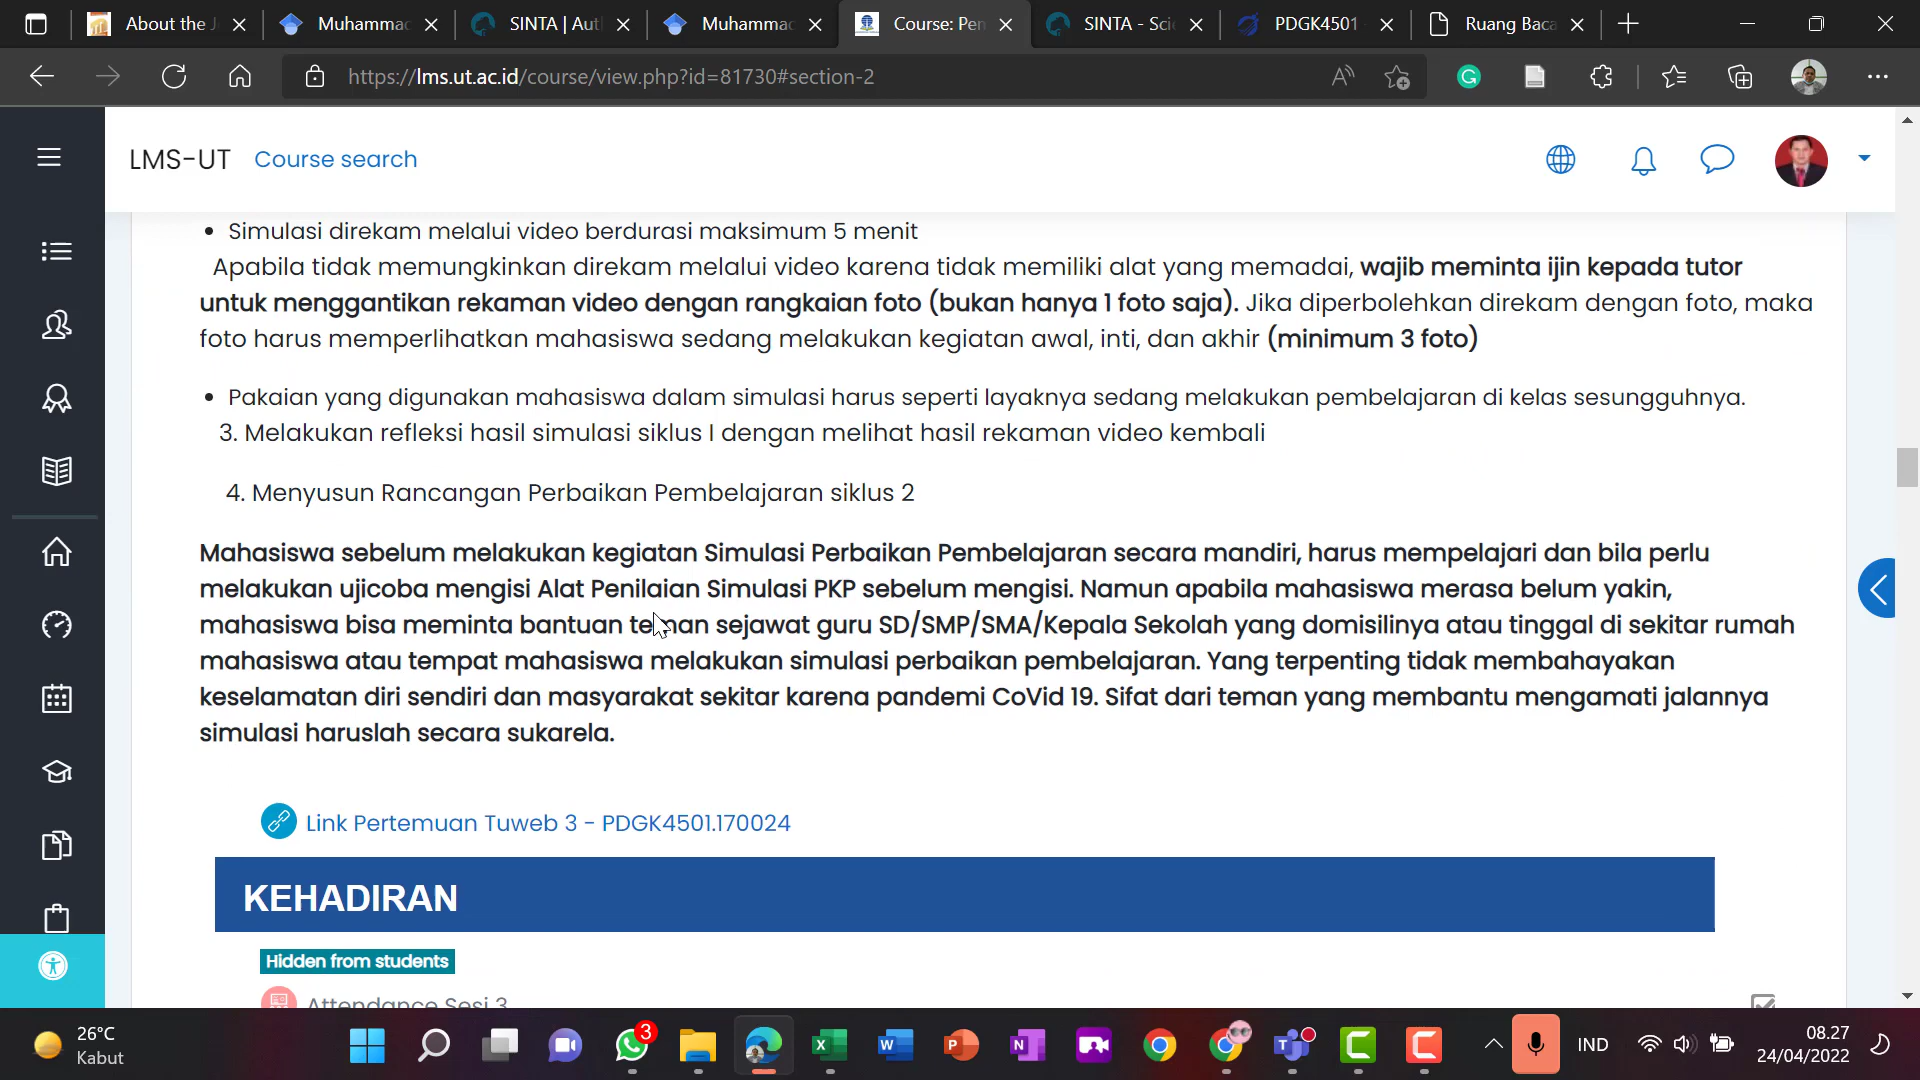 About the J
Muhammad
SINTA | Aut
Muhammad
Course: Pen
SINTA - Scie
PDGK4501
Ruang Baca
https://lms.ut.ac.id/course/view.php?id=81730#section-2
LMS-UT Course search
• Simulasi direkam melalui video berdurasi maksimum 5 menit
Apabila tidak memungkinkan direkam melalui video karena tidak memiliki alat yang memadai, wajib meminta ijin kepada tutor
untuk menggantikan rekaman video dengan rangkaian foto (bukan hanya 1 foto saja). Jika diperbolehkan direkam dengan foto, maka
foto harus memperlihatkan mahasiswa sedang melakukan kegiatan awal, inti, dan akhir (minimum 3 foto)
• Pakaian yang digunakan mahasiswa dalam simulasi harus seperti layaknya sedang melakukan pembelajaran di kelas sesungguhnya.
3. Melakukan refleksi hasil simulasi siklus I dengan melihat hasil rekaman video kembali
4. Menyusun Rancangan Perbaikan Pembelajaran siklus 2
Mahasiswa sebelum melakukan kegiatan Simulasi Perbaikan Pembelajaran secara mandiri, harus mempelajari dan bila perlu
melakukan ujicoba mengisi Alat Penilaian Simulasi PKP sebelum mengisi. Namun apabila mahasiswa merasa belum yakin,
mahasiswa bisa meminta bantuan teman sejawat guru SD/SMP/SMA/Kepala Sekolah yang domisilinya atau tinggal di sekitar rumah
mahasiswa atau tempat mahasiswa melakukan simulasi perbaikan pembelajaran. Yang terpenting tidak membahayakan
keselamatan diri sendiri dan masyarakat sekitar karena pandemi CoVid 19. Sifat dari teman yang membantu mengamati jalannya
simulasi haruslah secara sukarela.
Link Pertemuan Tuweb 3 - PDGK4501.170024
KEHADIRAN
Hidden from students
Attendance Sesi 3
26°C
Kabut
3
IND
08.27
24/04/2022